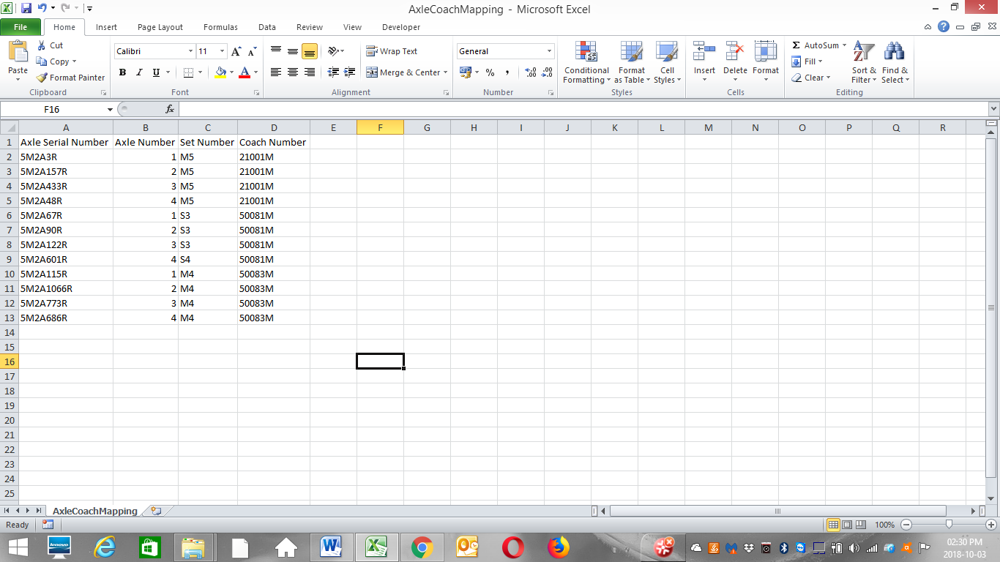 AxleCoachMapping - Microsoft Excel
File Home Insert Page Layout Formulas Data Review View Developer
Paste Cut Copy Format Painter
Clipboard
Calibri 11
B I U
Font
Wrap Text
Merge & Center
Alignment
General
%
Number
Conditional Formatting Format as Table Cell Styles
Styles
Insert Delete Format
Cells
Σ AutoSum
Fill
Clear
Sort & Filter Find & Select
Editing
F16 fx
A B C D E F G H I J K L M N O P Q R
1 Axle Serial Number Axle Number Set Number Coach Number
2 5M2A3R 1 M5 21001M
3 5M2A157R 2 M5 21001M
4 5M2A433R 3 M5 21001M
5 5M2A48R 4 M5 21001M
6 5M2A67R 1 S3 50081M
7 5M2A90R 2 S3 50081M
8 5M2A122R 3 S3 50081M
9 5M2A601R 4 S4 50081M
10 5M2A115R 1 M4 50083M
11 5M2A1066R 2 M4 50083M
12 5M2A773R 3 M4 50083M
13 5M2A686R 4 M4 50083M
14
15
16
17
18
19
20
21
22
23
24
25
AxleCoachMapping
Ready 100%
lenovo
02:30 PM
2018-10-03